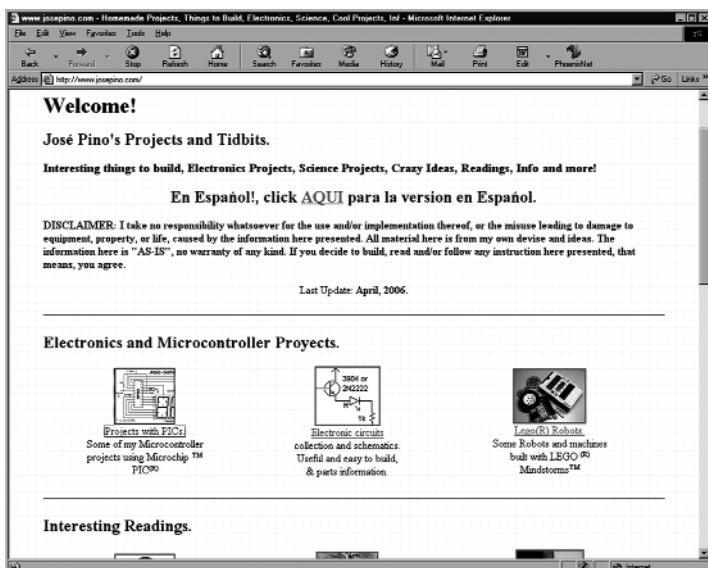 www.josepino.com - Homemade Projects, Things to Build, Electronics, Science, Cool Projects, Inf - Microsoft Internet Explorer
File Edit View Favorites Tools Help
Back Forward Stop Refresh Home Search Favorites Media History Mail Print Edit PhoenixNet
Address http://www.josepino.com/ Go Links
Welcome!
José Pino's Projects and Tidbits.
Interesting things to build, Electronics Projects, Science Projects, Crazy Ideas, Readings, Info and more!
En Español!, click AQUI para la version en Español.
DISCLAIMER: I take no responsibility whatsoever for the use and/or implementation thereof, or the misuse leading to damage to
equipment, property, or life, caused by the information here presented. All material here is from my own devise and ideas. The
information here is "AS-IS", no warranty of any kind. If you decide to build, read and/or follow any instruction here presented, that
means, you agree.
Last Update: April, 2006.
Electronics and Microcontroller Proyects.
3904 or
2N2222
R
1k
Projects with PICs.
Some of my Microcontroller
projects using Microchip ™
PIC(R)
Electronic circuits
collection and schematics.
Useful and easy to build,
& parts information.
Lego(R) Robots.
Some Robots and machines
built with LEGO (R)
Mindstorms™
Interesting Readings.
Internet